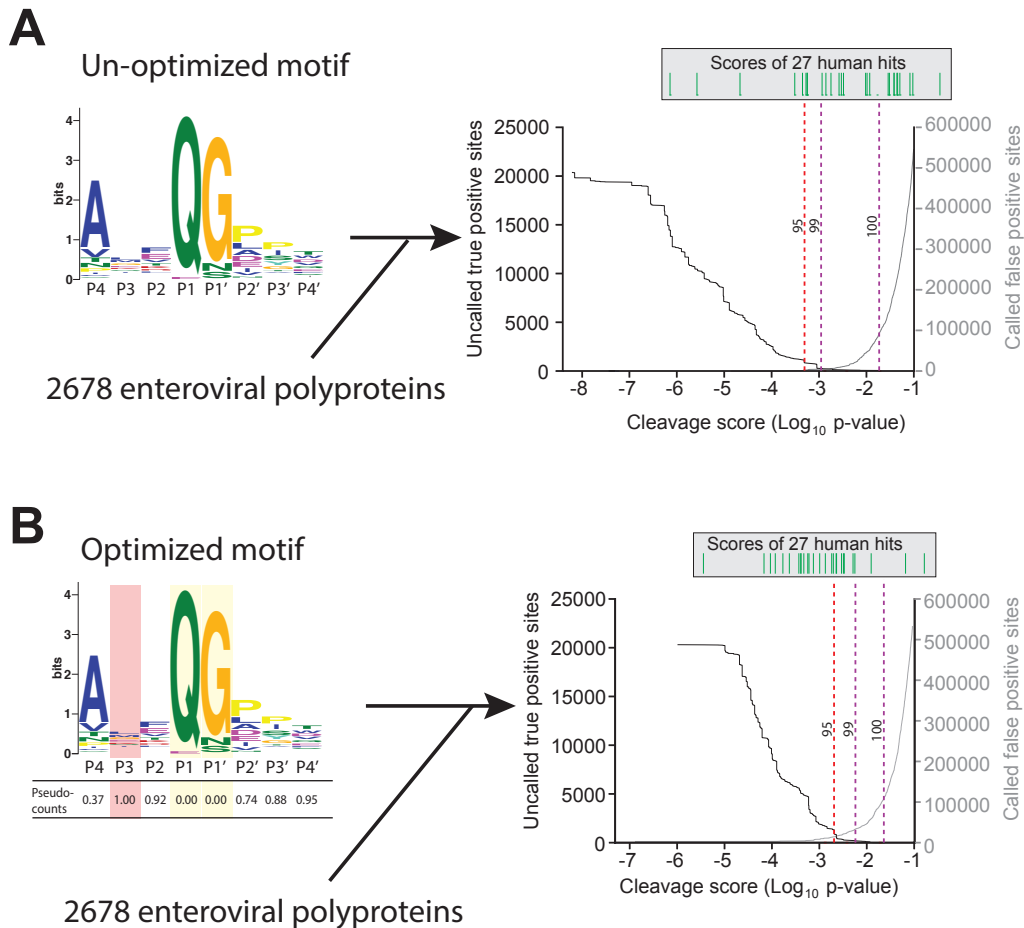 A
Un-optimized motif
bits
4
3
2
1
0
A
Q
G
P
P4 P3 P2 P1 P1’ P2’ P3’ P4’
2678 enteroviral polyproteins
Scores of 27 human hits
Uncalled true positive sites
25000
20000
15000
10000
5000
0
95
99
100
600000
500000
400000
300000
200000
100000
0
Called false positive sites
-8 -7 -6 -5 -4 -3 -2 -1
Cleavage score (Log10 p-value)
B
Optimized motif
bits
4
3
2
1
0
A
Q
G
P
P4 P3 P2 P1 P1’ P2’ P3’ P4’
Pseudo-
counts
0.37 1.00 0.92 0.00 0.00 0.74 0.88 0.95
2678 enteroviral polyproteins
Scores of 27 human hits
Uncalled true positive sites
25000
20000
15000
10000
5000
0
95
99
100
600000
500000
400000
300000
200000
100000
0
Called false positive sites
-7 -6 -5 -4 -3 -2 -1
Cleavage score (Log10 p-value)